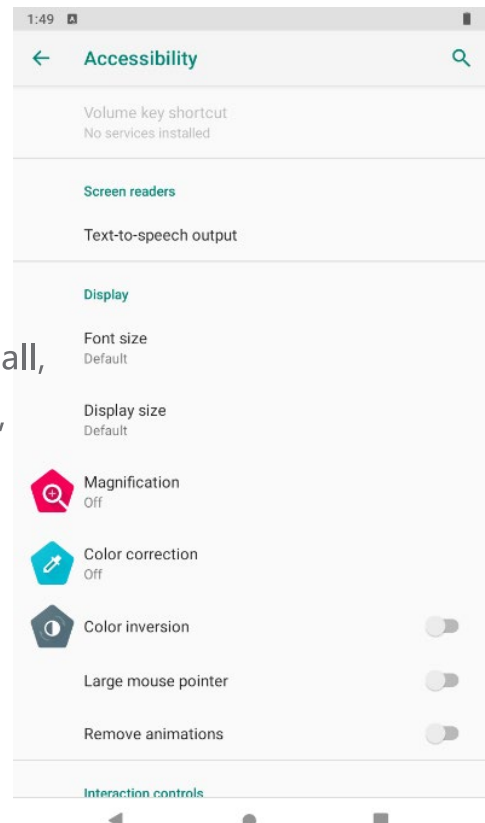 1:49
Accessibility
Volume key shortcut
No services installed
Screen readers
Text-to-speech output
Display
Font size
Default
all,
Display size
Default
,
Magnification
Off
Color correction
Off
Color inversion
Large mouse pointer
Remove animations
Interaction controls